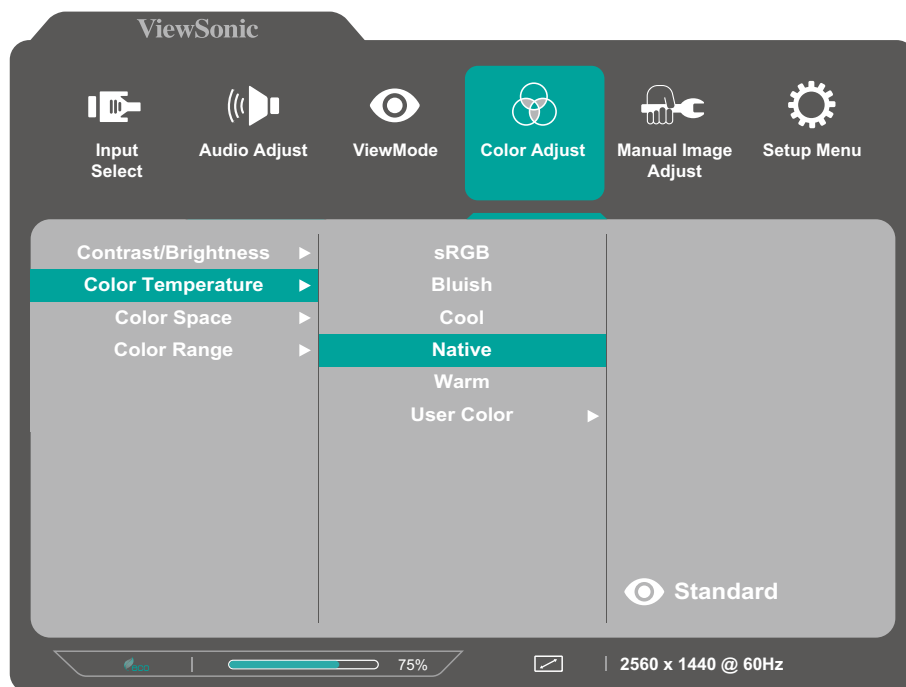 ViewSonic
Input
Select
Audio Adjust
ViewMode
Color Adjust
Manual Image
Adjust
Setup Menu
Contrast/Brightness
Color Temperature
Color Space
Color Range
sRGB
Bluish
Cool
Native
Warm
User Color
Standard
eco
75%
2560 x 1440 @ 60Hz